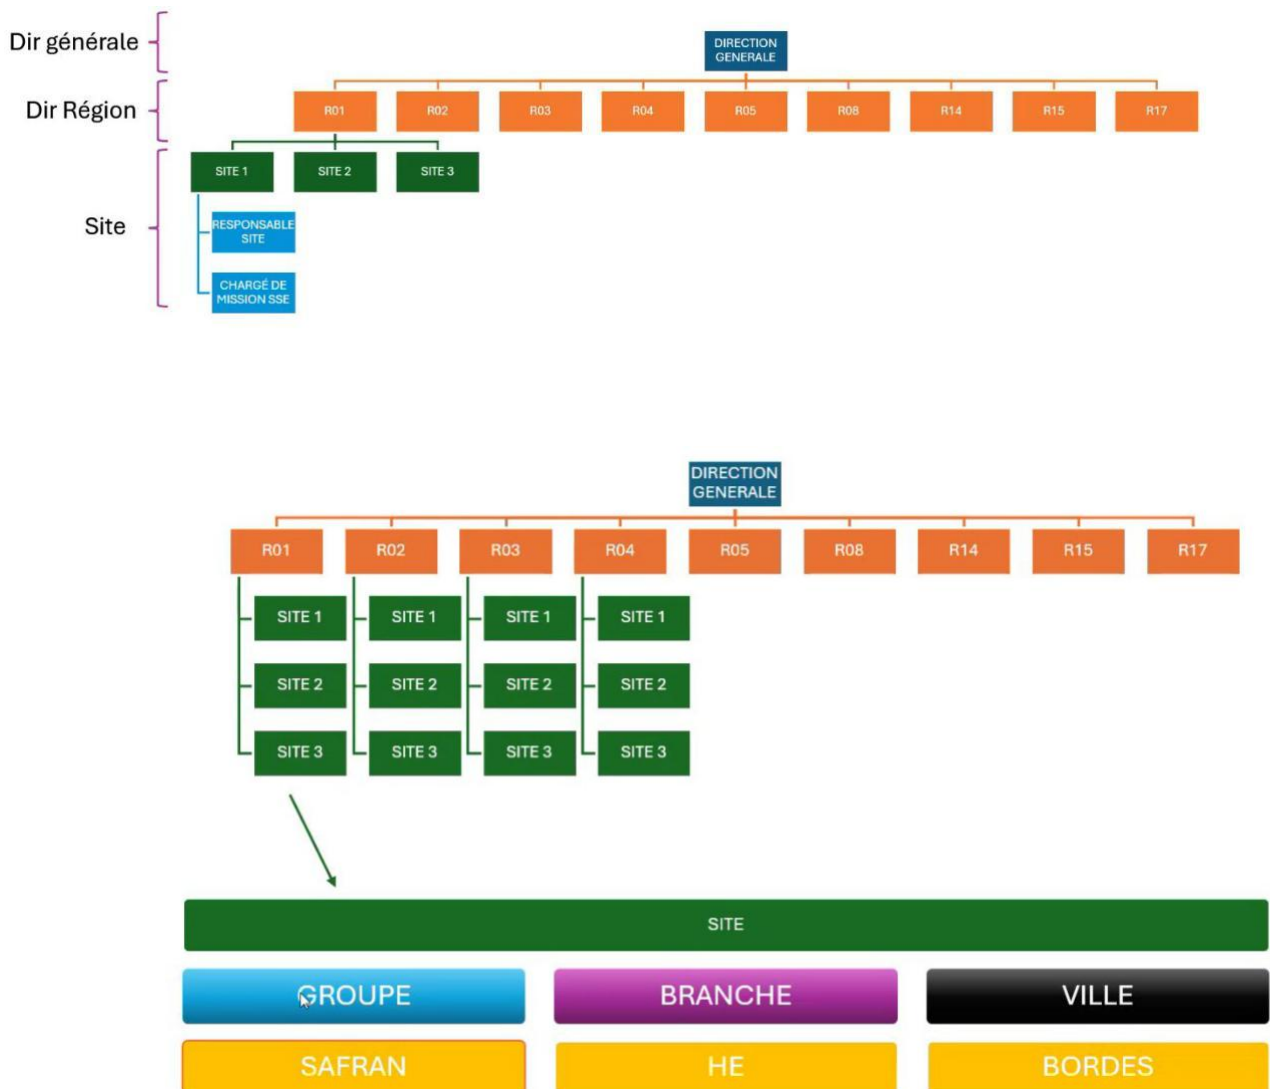 Dir générale
DIRECTION
GENERALE
Dir Région
R01 R02 R03 R04 R05 R08 R14 R15 R17
SITE 1 SITE 2 SITE 3
Site
RESPONSABLE
SITE
CHARGÉ DE
MISSION SSE
DIRECTION
GENERALE
R01 R02 R03 R04 R05 R08 R14 R15 R17
SITE 1 SITE 1 SITE 1 SITE 1
SITE 2 SITE 2 SITE 2 SITE 2
SITE 3 SITE 3 SITE 3 SITE 3
SITE
GROUPE BRANCHE VILLE
SAFRAN HE BORDES